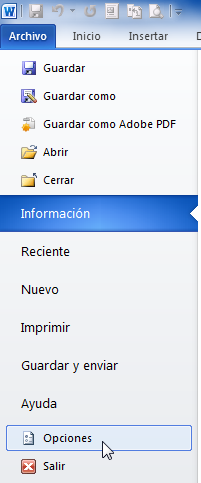 Archivo Inicio Insertar
Guardar
Guardar como
Guardar como Adobe PDF
Abrir
Cerrar
Información
Reciente
Nuevo
Imprimir
Guardar y enviar
Ayuda
Opciones
Salir